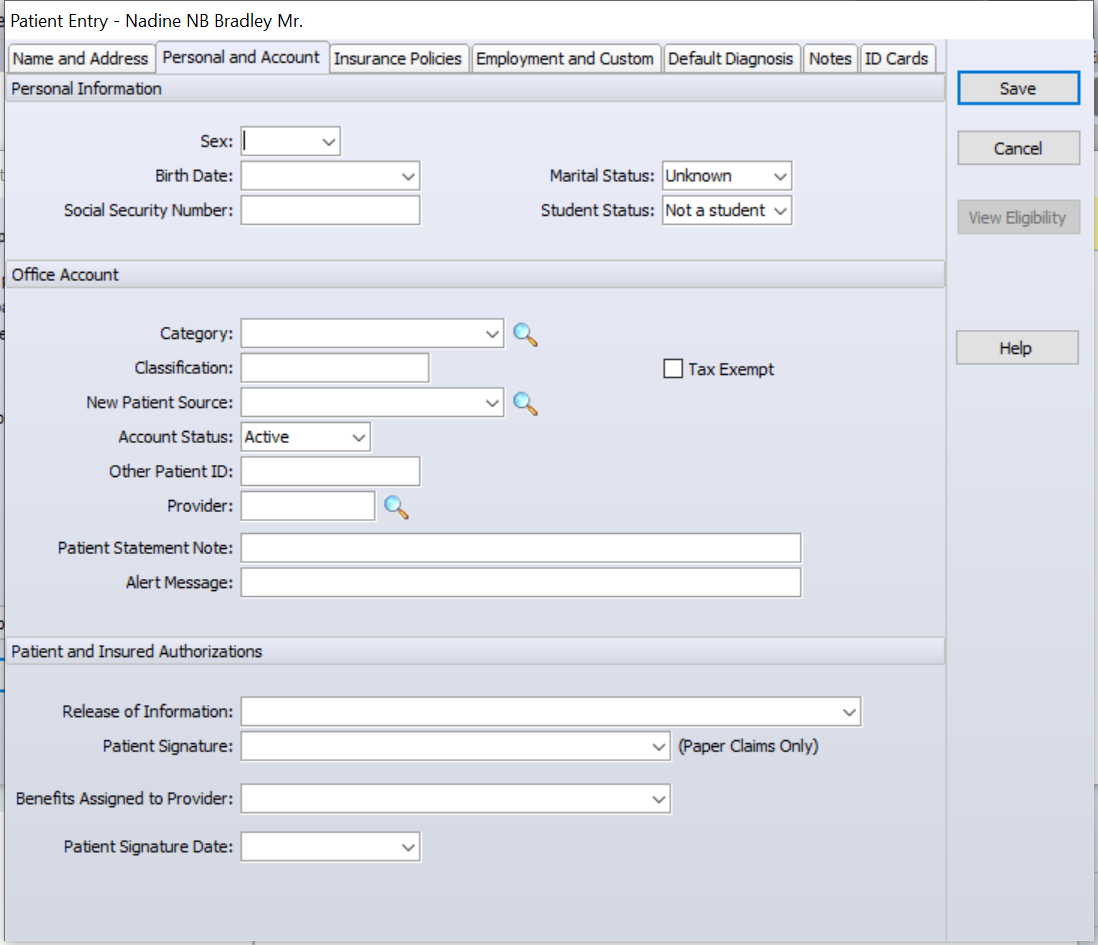 Patient Entry - Nadine NB Bradley Mr.
Name and Address Personal and Account Insurance Policies Employment and Custom Default Diagnosis Notes ID Cards
Personal Information
Save
Sex:
Cancel
Birth Date: Marital Status: Unknown
Social Security Number: Student Status: Not a student
View Eligibility
Office Account
Category:
Help
Classification: Tax Exempt
New Patient Source:
Account Status: Active
Other Patient ID:
Provider:
Patient Statement Note:
Alert Message:
Patient and Insured Authorizations
Release of Information:
Patient Signature: (Paper Claims Only)
Benefits Assigned to Provider:
Patient Signature Date: